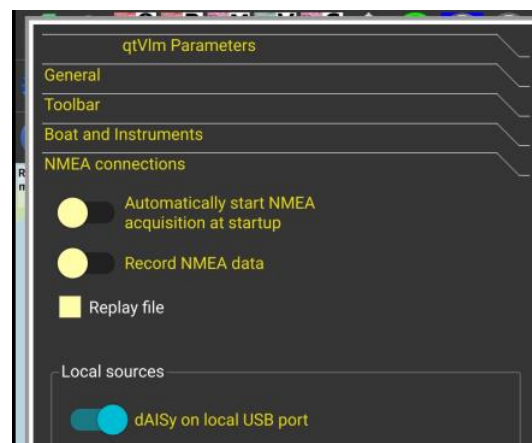 qtVlm Parameters
General
Toolbar
Boat and Instruments
NMEA connections
Automatically start NMEA
acquisition at startup
Record NMEA data
Replay file
Local sources
dAISy on local USB port